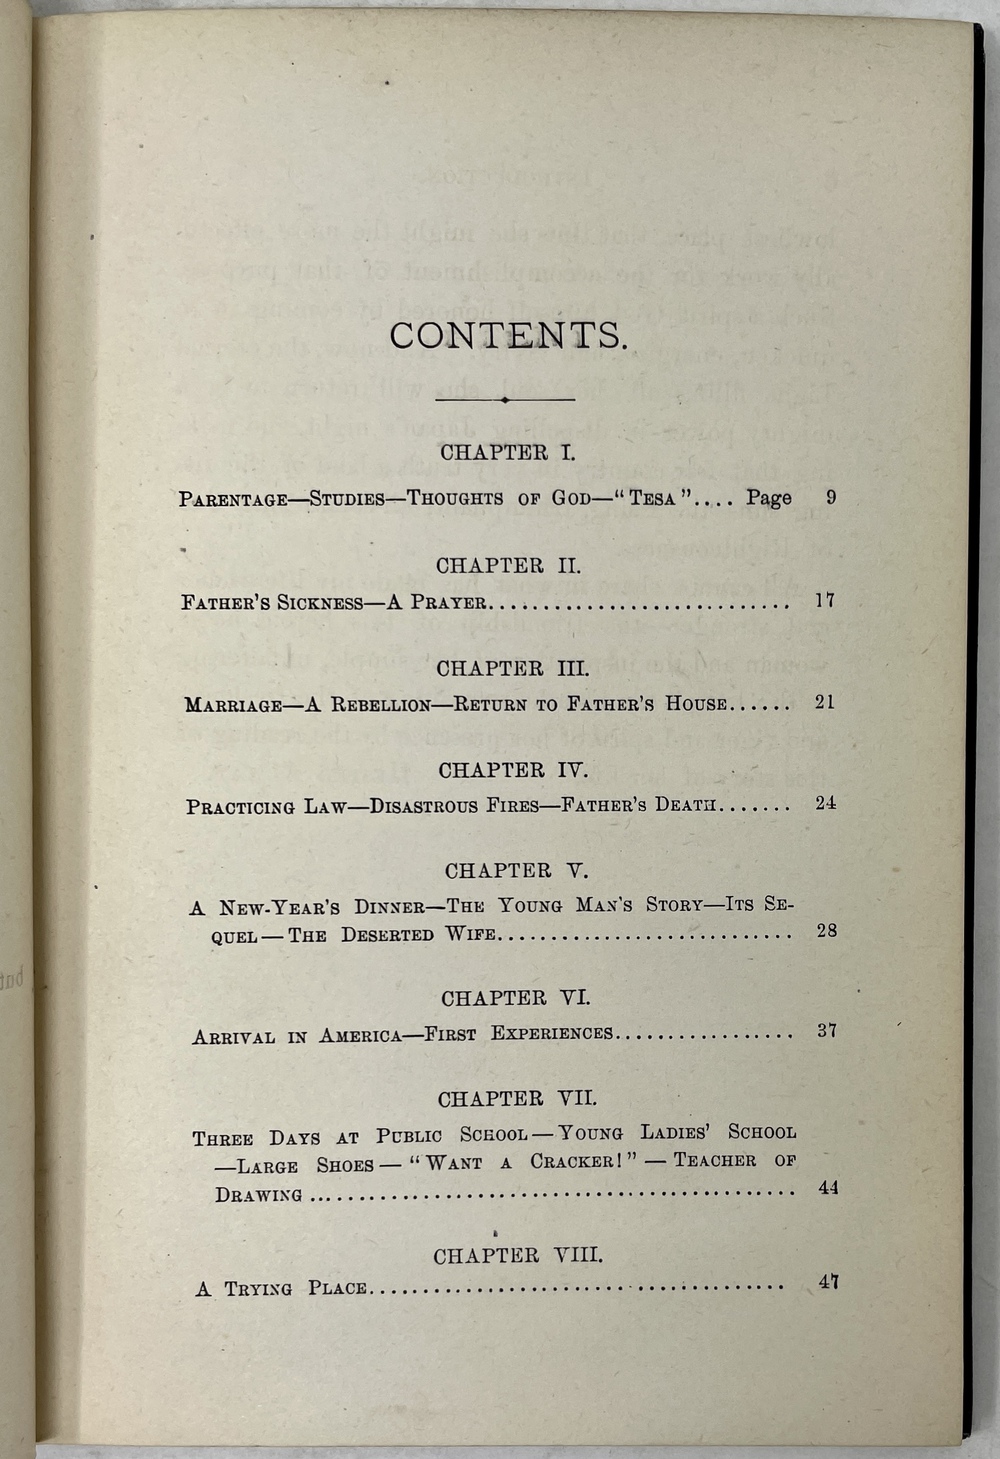 CONTENTS.
CHAPTER I.
PARENTAGE—STUDIES—THOUGHTS OF GOD—"TESA".... Page 9
CHAPTER II.
FATHER'S SICKNESS—A PRAYER............................ 17
CHAPTER III.
MARRIAGE—A REBELLION—RETURN TO FATHER'S HOUSE...... 21
CHAPTER IV.
PRACTICING LAW—DISASTROUS FIRES—FATHER'S DEATH....... 24
CHAPTER V.
A NEW-YEAR'S DINNER—THE YOUNG MAN'S STORY—ITS SE-
QUEL—THE DESERTED WIFE............................ 28
CHAPTER VI.
ARRIVAL IN AMERICA—FIRST EXPERIENCES................. 37
CHAPTER VII.
THREE DAYS AT PUBLIC SCHOOL—YOUNG LADIES' SCHOOL
—LARGE SHOES—"WANT A CRACKER!"—TEACHER OF
DRAWING .............................................. 44
CHAPTER VIII.
A TRYING PLACE........................................ 47